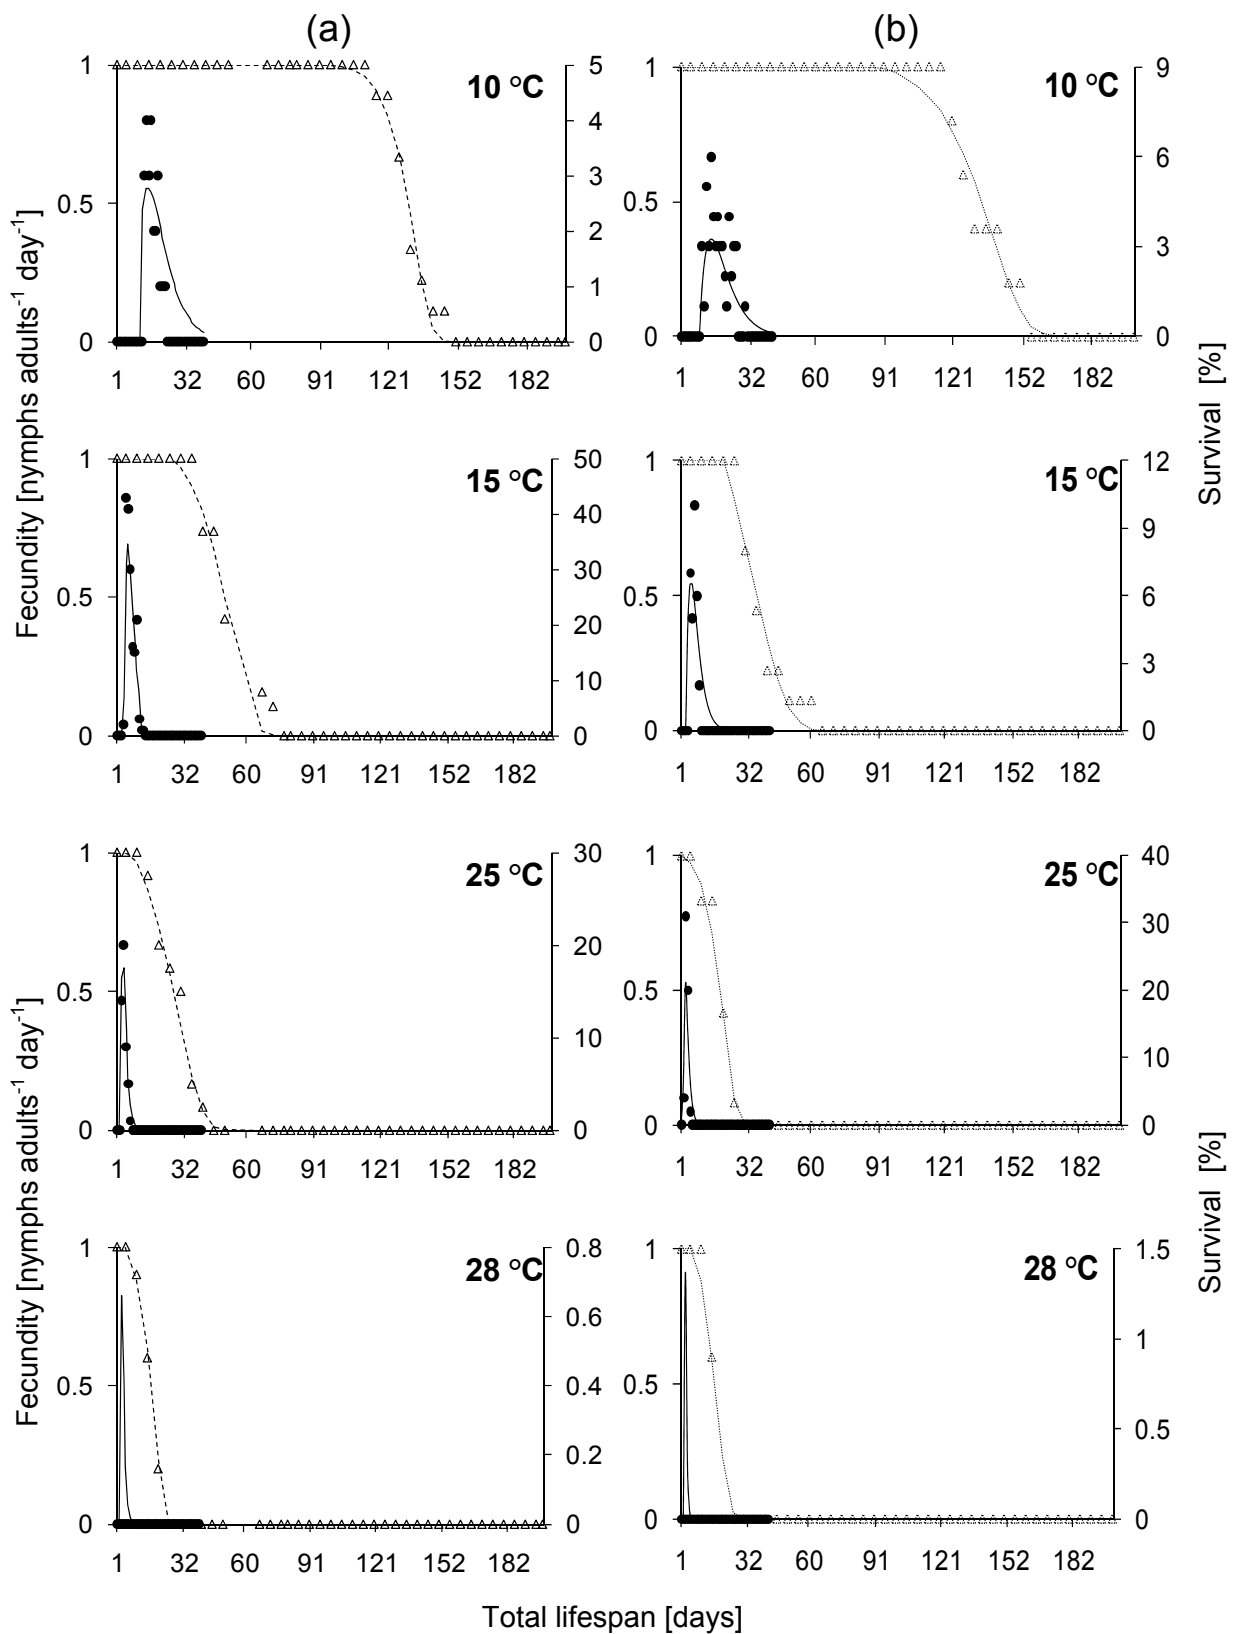 (a) (b)
1 5 10 °C 1 9 10 °C
4
3 6
0.5 0.5
2
3
1
0 0 0 0
1 32 60 91 121 152 182 1 32 60 91 121 152 182
1 50 15 °C 1 12 15 °C
40 9
30
0.5 0.5 6
20
10 3
0 0 0 0
1 32 60 91 121 152 182 1 32 60 91 121 152 182
Fecundity [nymphs adults-1 day-1]
Survival [%]
1 30 25 °C 1 40 25 °C
20 30
0.5 0.5 20
10 10
0 0 0 0
1 32 60 91 121 152 182 1 32 60 91 121 152 182
1 0.8 28 °C 1 1.5 28 °C
0.6 1
0.5 0.4 0.5
0.2 0.5
0 0 0 0
1 32 60 91 121 152 182 1 32 60 91 121 152 182
Fecundity [nymphs adults-1 day-1]
Survival [%]
Total lifespan [days]